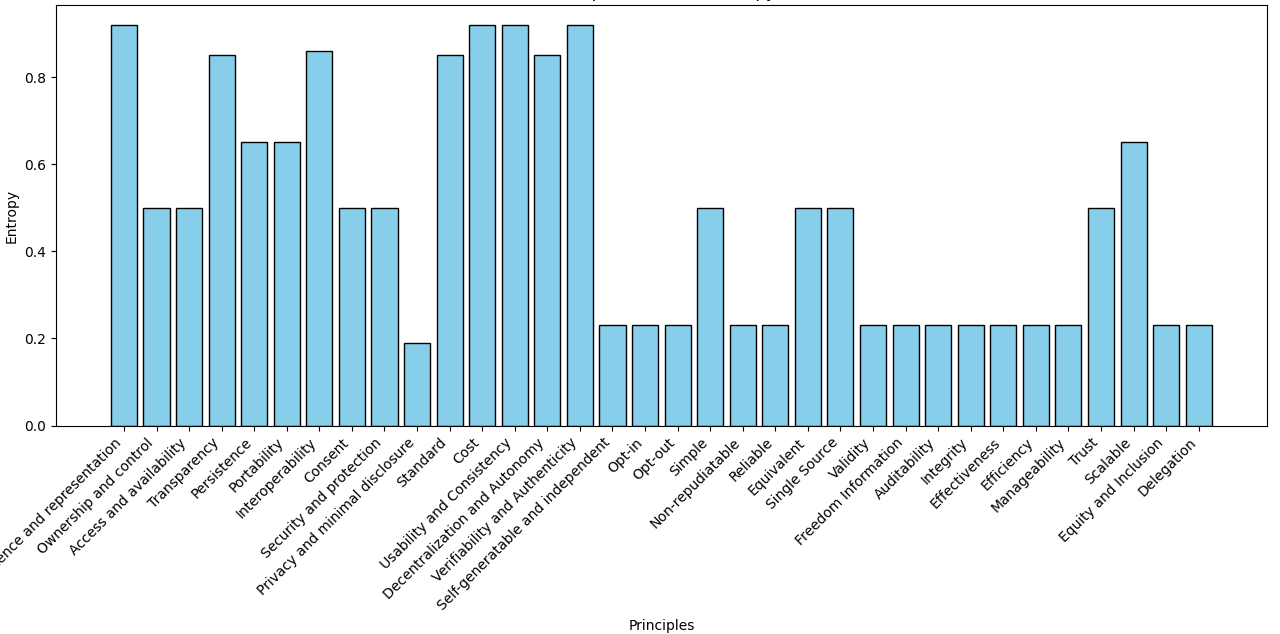 Entropy
0.8
0.6
0.4
0.2
0.0
representation
and
Ownership and control
Access and availability
Transparency
Persistence
Portability
Interoperability
Consent
Security and protection
Privacy and minimal disclosure
Standard
Cost
Usability and Consistency
Decentralization and Autonomy
Verifiability and Authenticity
Self-generatable and independent
Opt-in
Opt-out
Simple
Non-repudiatable
Reliable
Equivalent
Single Source
Validity
Freedom Information
Auditability
Integrity
Effectiveness
Efficiency
Manageability
Trust
Scalable
Equity and Inclusion
Delegation
Principles